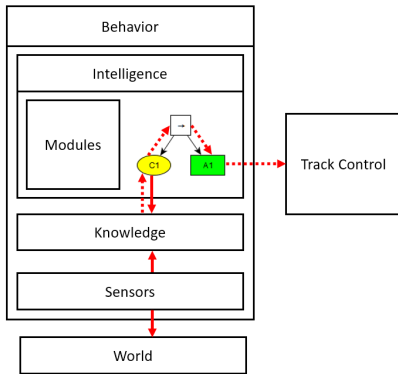 Behavior
Intelligence
Modules
→
C1
A1
Track Control
Knowledge
Sensors
World